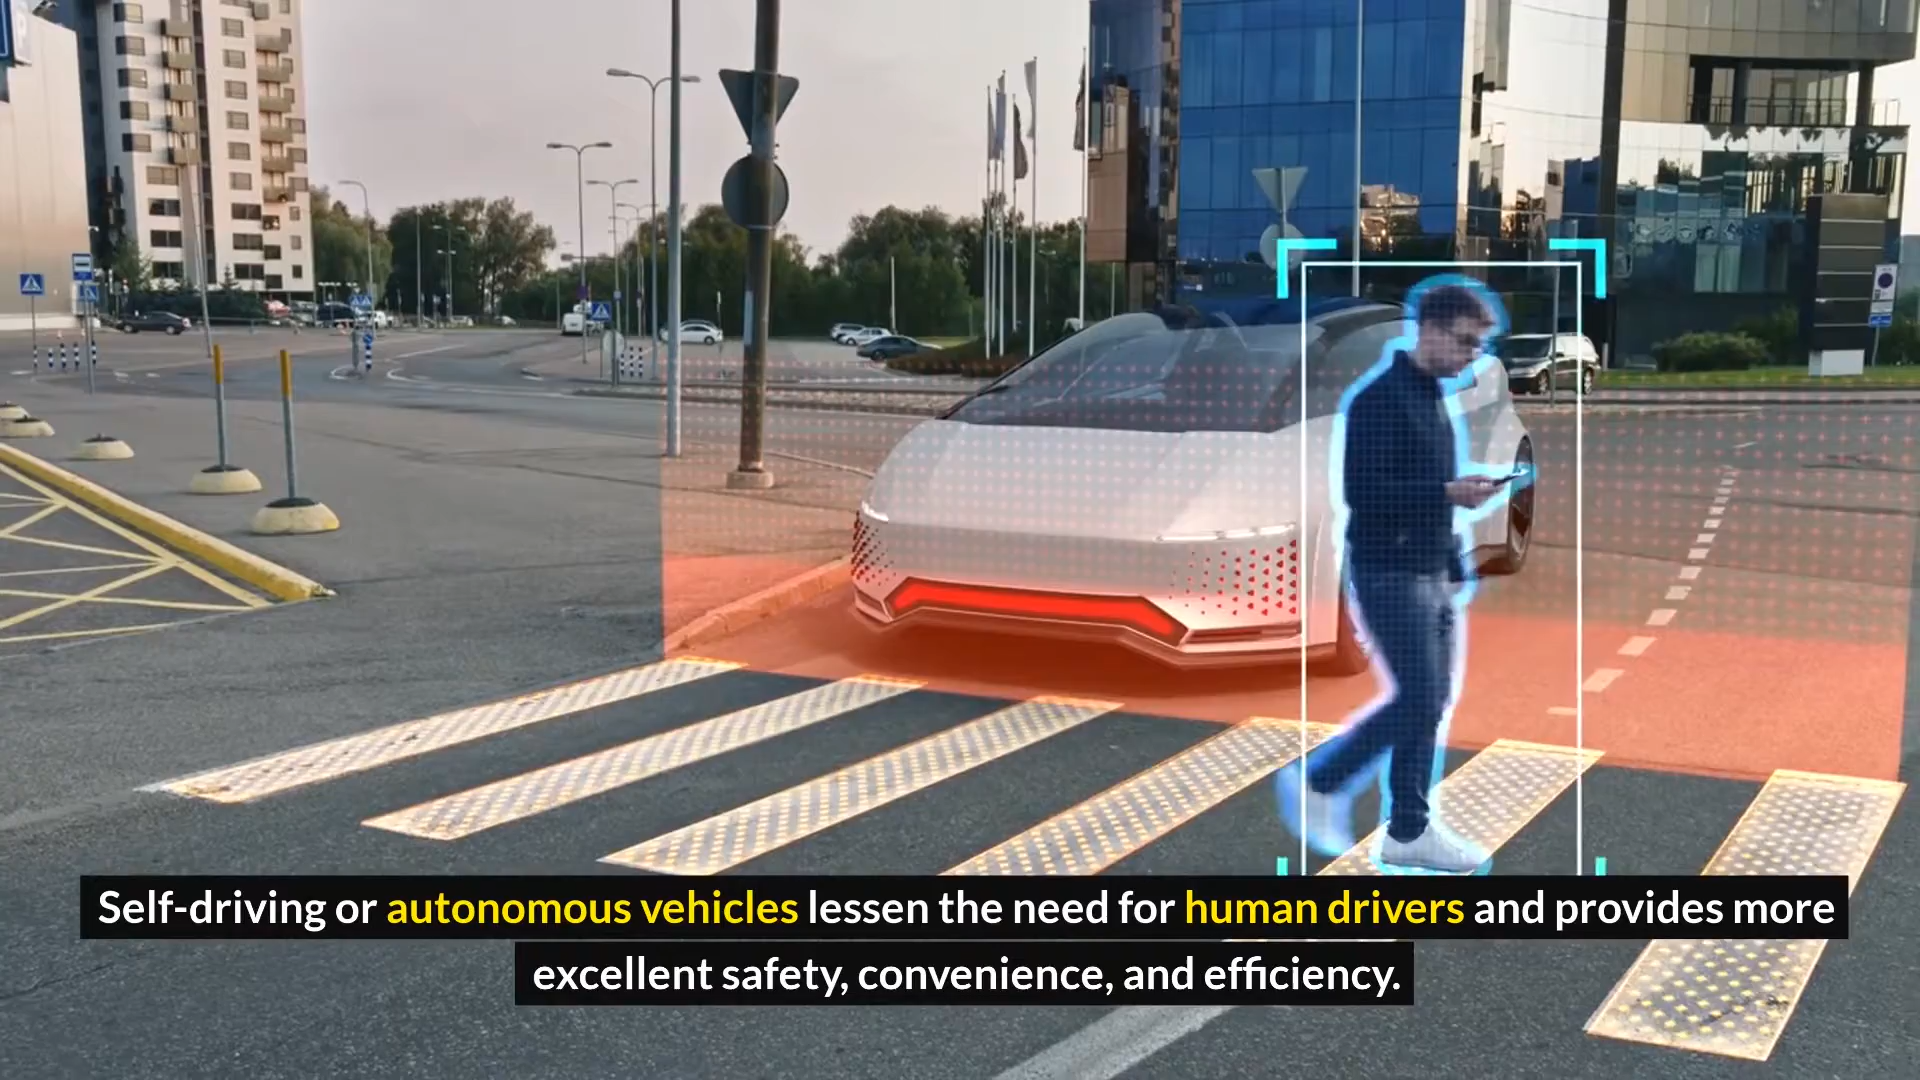 Self-driving or autonomous vehicles lessen the need for human drivers and provides more
excellent safety, convenience, and efficiency.